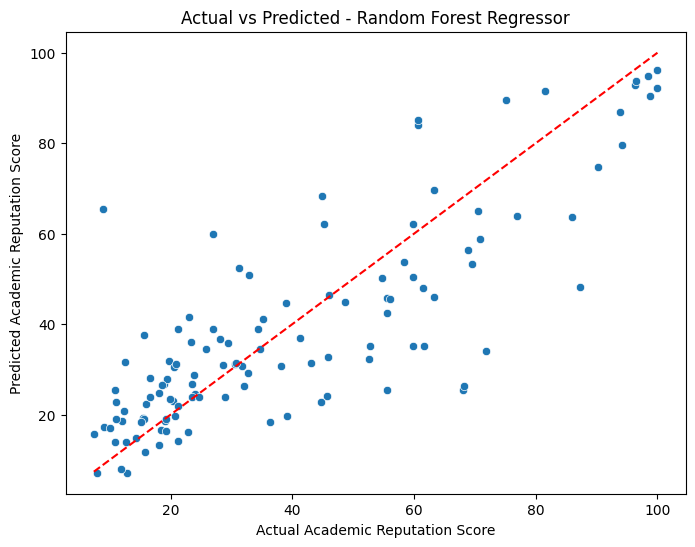 Actual vs Predicted - Random Forest Regressor
Predicted Academic Reputation Score
100
80
60
40
20
20 40 60 80 100
Actual Academic Reputation Score